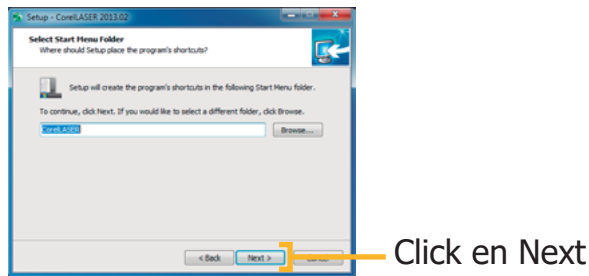 Setup - CorelLASER 2013.02
Select Start Menu Folder
Where should Setup place the program's shortcuts?
Setup will create the program's shortcuts in the following Start Menu folder.
To continue, click Next. If you would like to select a different folder, click Browse.
CorelLASER
Browse...
< Back
Next >
Click en Next